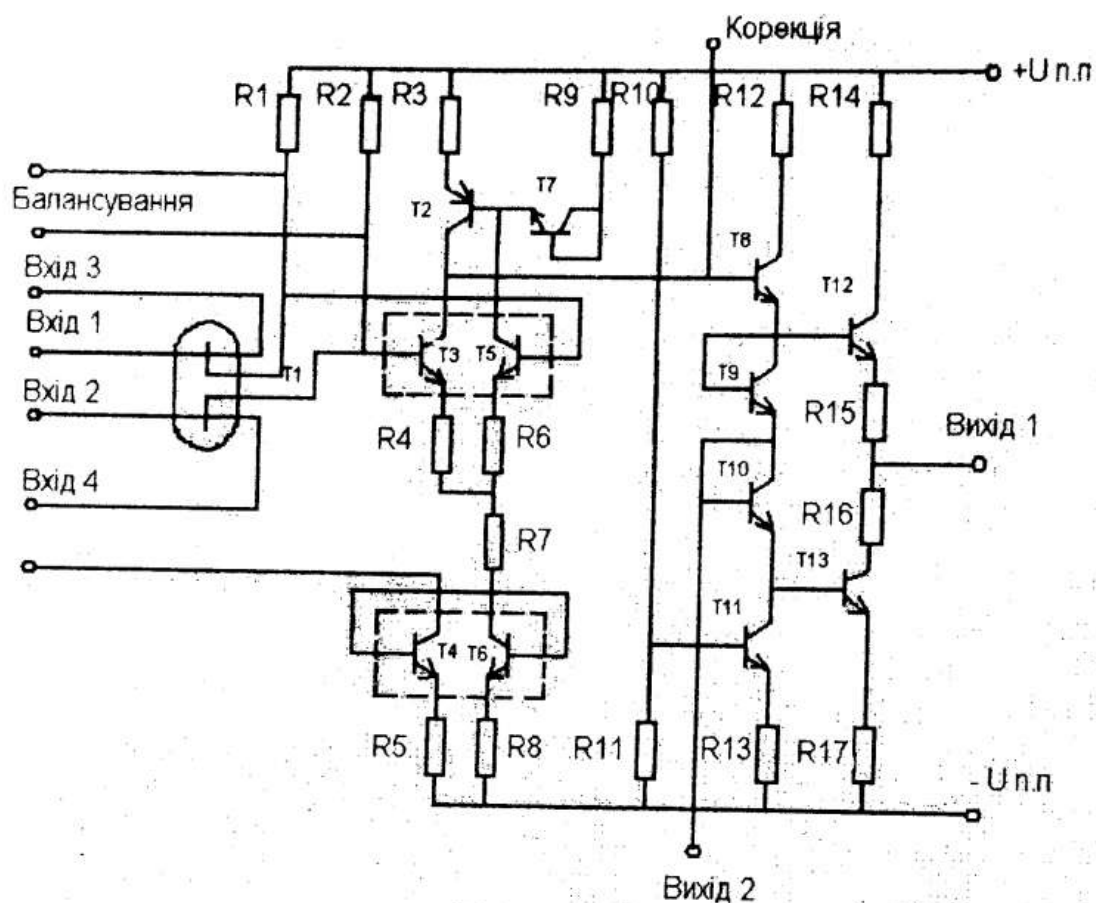 Корекція
+U п.п
R1
R2
R3
R9
R10
R12
R14
Балансування
T2
T7
T8
Вхід 3
T12
Вхід 1
T1
T3
T5
T9
Вхід 2
R4
R6
R15
Вихід 1
T10
Вхід 4
R16
R7
T13
T11
T4
T6
R5
R8
R11
R13
R17
- U п.п
Вихід 2